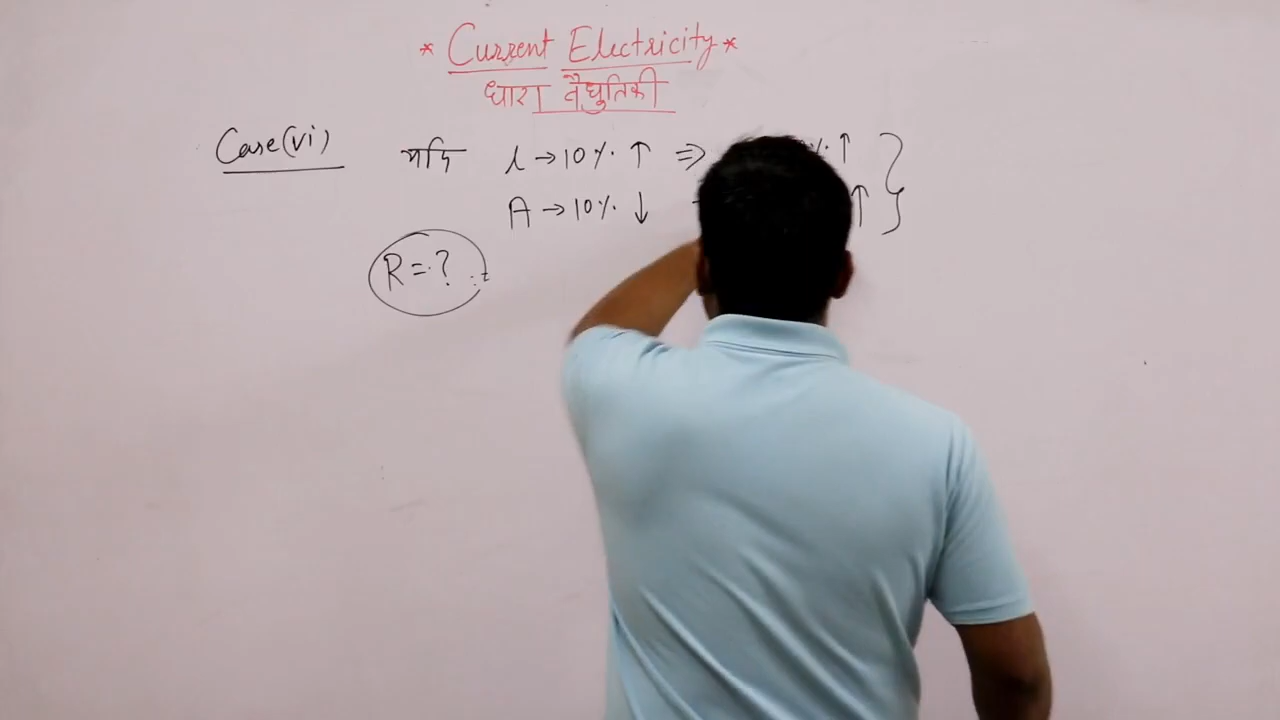 * Current Electricity *
धारा वैधुतिकी
Case(vi) यदि l → 10 % ↑ ⇒ % ↑ }
A → 10 % ↓ ↑
R = ?